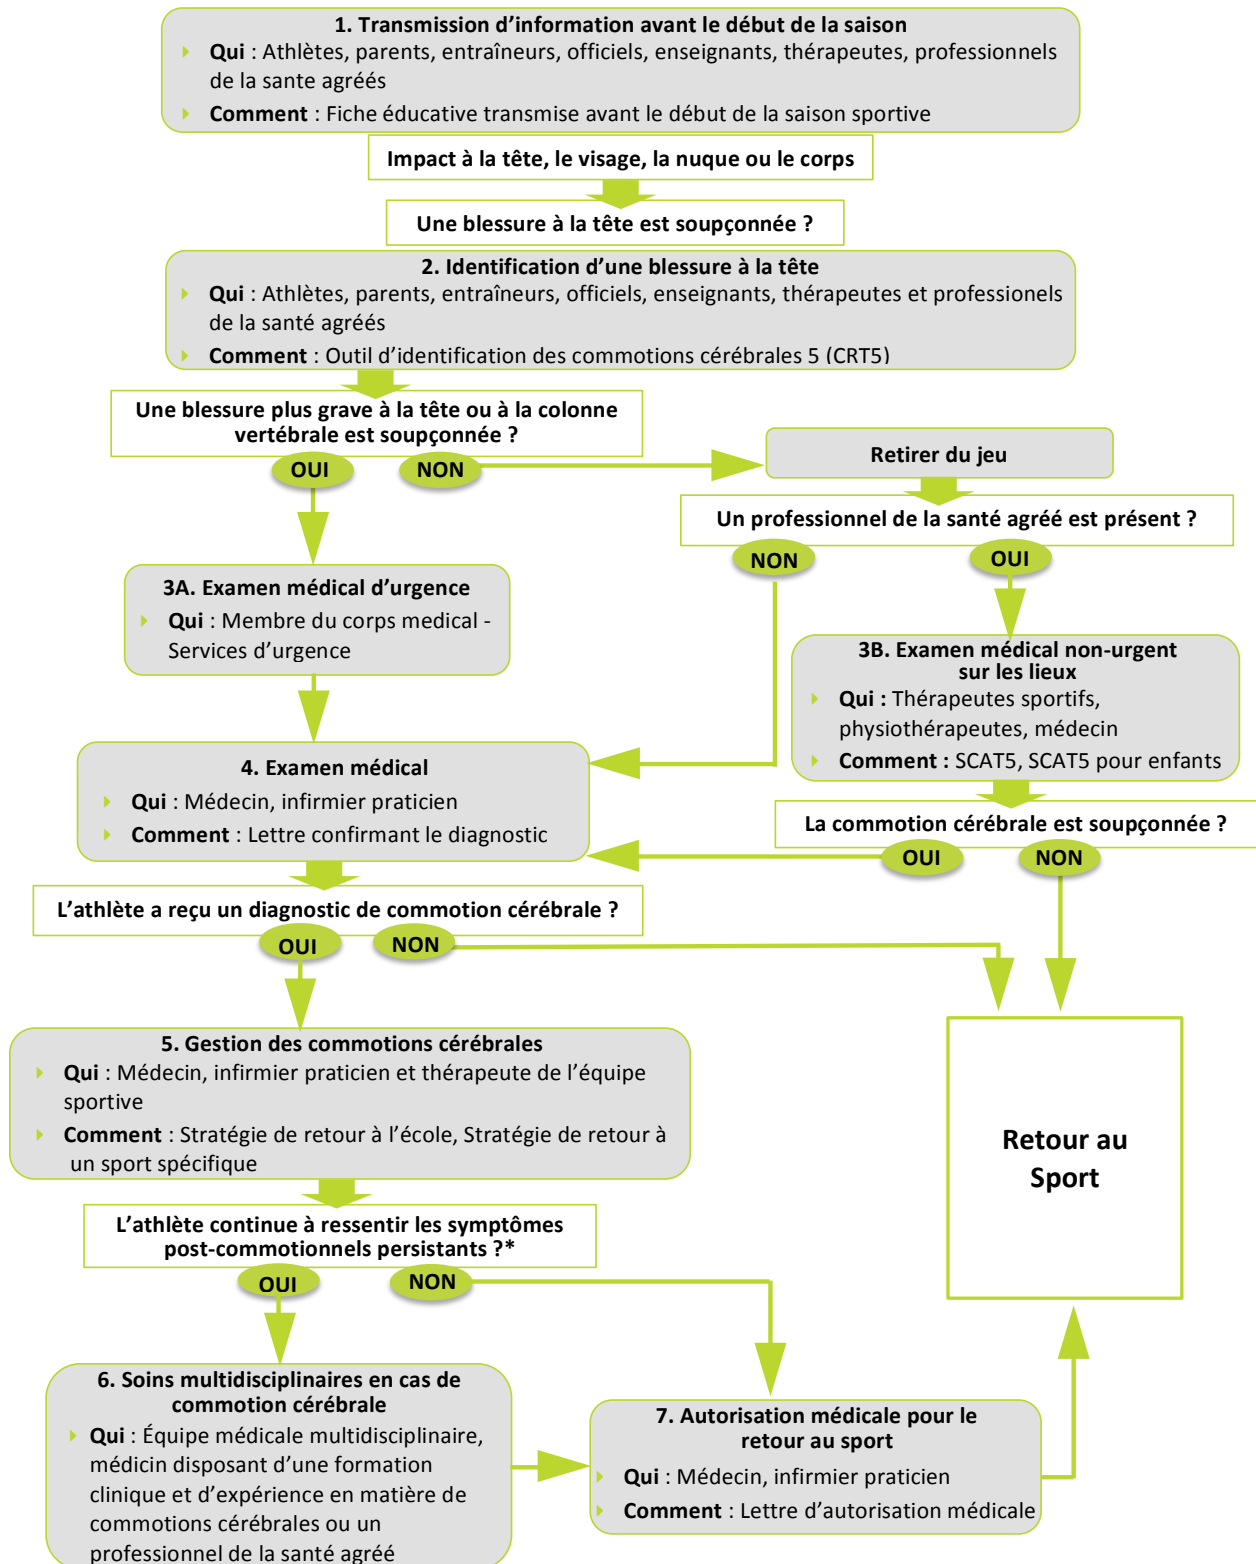 1. Transmission d'information avant le début de la saison
Qui : Athlètes, parents, entraîneurs, officiels, enseignants, thérapeutes, professionnels
de la sante agréés
Comment : Fiche éducative transmise avant le début de la saison sportive
Impact à la tête, le visage, la nuque ou le corps
Une blessure à la tête est soupçonnée ?
2. Identification d'une blessure à la tête
Qui : Athlètes, parents, entraîneurs, officiels, enseignants, thérapeutes et professionels
de la santé agréés
Comment : Outil d'identification des commotions cérébrales 5 (CRT5)
Une blessure plus grave à la tête ou à la colonne
vertébrale est soupçonnée ?
OUI
NON
Retirer du jeu
Un professionnel de la santé agréé est présent ?
NON
OUI
3A. Examen médical d'urgence
Qui : Membre du corps medical -
Services d'urgence
3B. Examen médical non-urgent
sur les lieux
Qui : Thérapeutes sportifs,
physiothérapeutes, médecin
Comment : SCAT5, SCAT5 pour enfants
4. Examen médical
Qui : Médecin, infirmier praticien
Comment : Lettre confirmant le diagnostic
La commotion cérébrale est soupçonnée ?
OUI
NON
L'athlète a reçu un diagnostic de commotion cérébrale ?
OUI
NON
5. Gestion des commotions cérébrales
Qui : Médecin, infirmier praticien et thérapeute de l'équipe
sportive
Comment : Stratégie de retour à l'école, Stratégie de retour à
un sport spécifique
Retour au
Sport
L'athlète continue à ressentir les symptômes
post-commotionnels persistants ?*
OUI
NON
6. Soins multidisciplinaires en cas de
commotion cérébrale
Qui : Équipe médicale multidisciplinaire,
médicin disposant d'une formation
clinique et d'expérience en matière de
commotions cérébrales ou un
professionnel de la santé agréé
7. Autorisation médicale pour le
retour au sport
Qui : Médecin, infirmier praticien
Comment : Lettre d'autorisation médicale